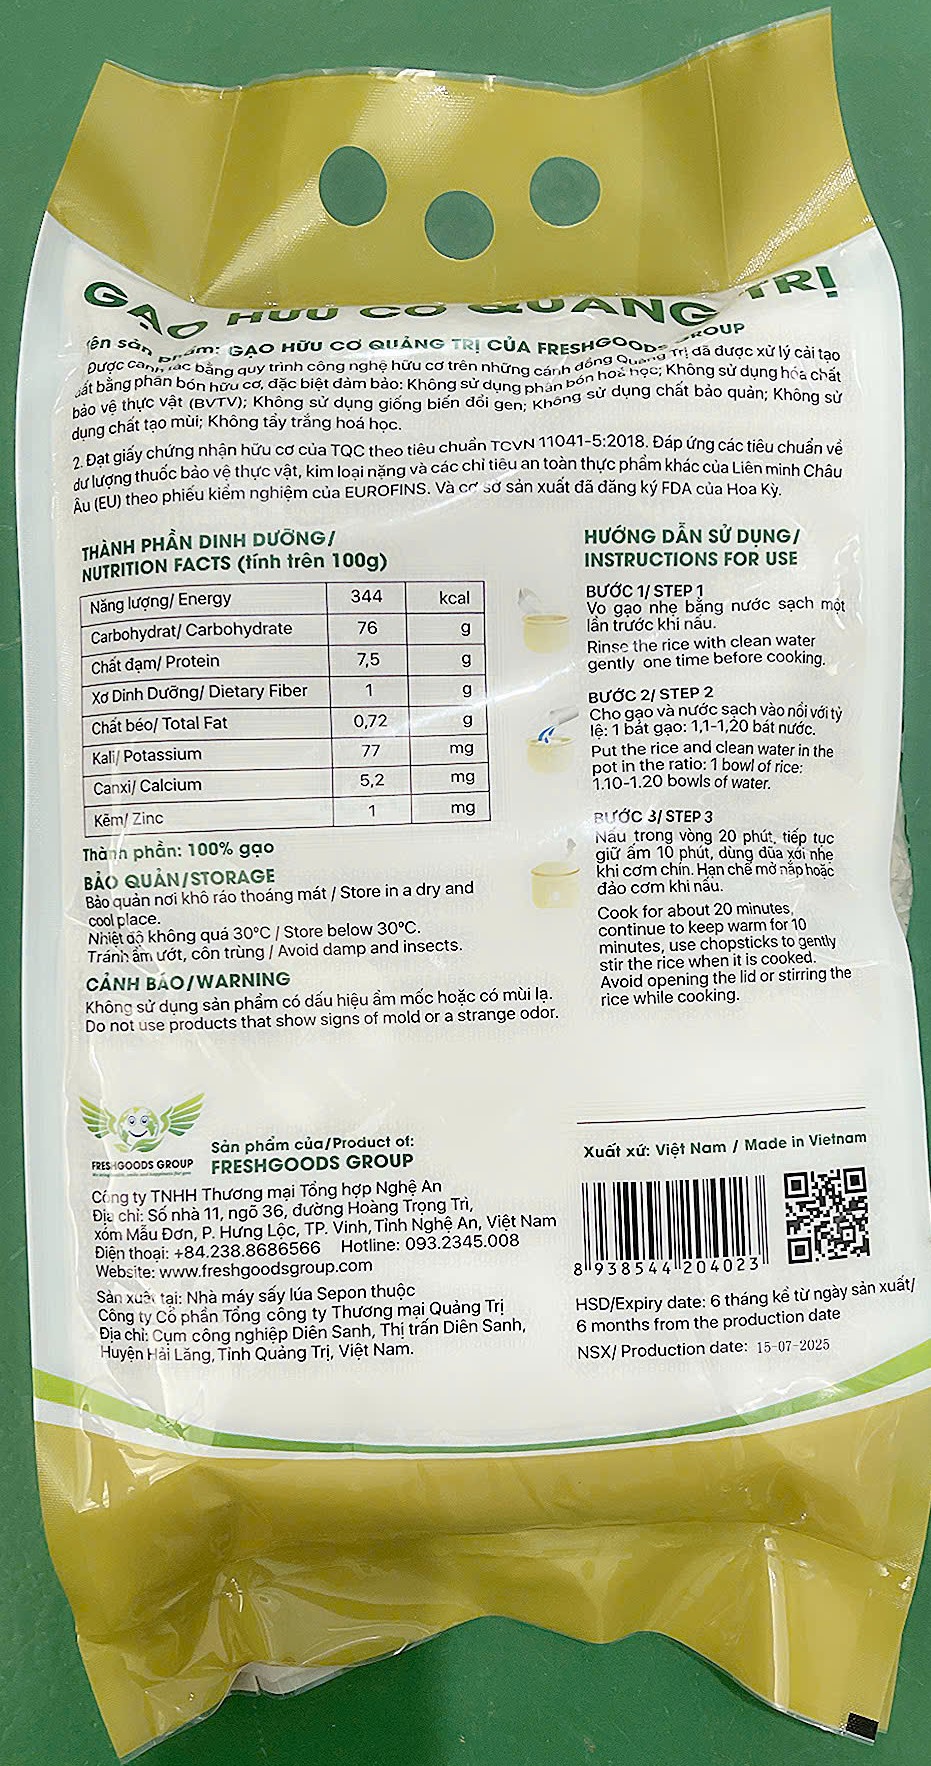 GẠO HỮU CƠ QUẢNG TRỊ
ên sản phẩm: GẠO HỮU CƠ QUẢNG TRỊ CỦA FRESHGOODS GROUP
Được canh tác bằng quy trình công nghệ hữu cơ trên những cánh đồng Quảng Trị đã được xử lý cải tạo
đất bằng phân bón hữu cơ, đặc biệt đảm bảo: Không sử dụng phân bón hoá học; Không sử dụng hóa chất
bảo vệ thực vật (BVTV); Không sử dụng giống biến đổi gen; Không sử dụng chất bảo quản; Không sử
dụng chất tạo mùi; Không tẩy trắng hoá học.
2. Đạt giấy chứng nhận hữu cơ của TQC theo tiêu chuẩn TCVN 11041-5:2018. Đáp ứng các tiêu chuẩn về
dư lượng thuốc bảo vệ thực vật, kim loại nặng và các chỉ tiêu an toàn thực phẩm khác của Liên minh Châu
Âu (EU) theo phiếu kiểm nghiệm của EUROFINS. Và cơ sở sản xuất đã đăng ký FDA của Hoa Kỳ.
THÀNH PHẦN DINH DƯỠNG/
NUTRITION FACTS (tính trên 100g)
Năng lượng/ Energy 344 kcal
Carbohydrat/ Carbohydrate 76 g
Chất đạm/ Protein 7,5 g
Xơ Dinh Dưỡng/ Dietary Fiber 1 g
Chất béo/ Total Fat 0,72 g
Kali/ Potassium 77 mg
Canxi/ Calcium 5,2 mg
Kẽm/ Zinc 1 mg
Thành phần: 100% gạo
BẢO QUẢN/STORAGE
Bảo quản nơi khô ráo thoáng mát / Store in a dry and
cool place.
Nhiệt độ không quá 30°C / Store below 30°C.
Tránh ẩm ướt, côn trùng / Avoid damp and insects.
CẢNH BÁO/WARNING
Không sử dụng sản phẩm có dấu hiệu ẩm mốc hoặc có mùi lạ.
Do not use products that show signs of mold or a strange odor.
HƯỚNG DẪN SỬ DỤNG/
INSTRUCTIONS FOR USE
BƯỚC 1/ STEP 1
Vo gạo nhẹ bằng nước sạch một
lần trước khi nấu.
Rinse the rice with clean water
gently one time before cooking.
BƯỚC 2/ STEP 2
Cho gạo và nước sạch vào nồi với tỷ
lệ: 1 bát gạo: 1,1-1,20 bát nước.
Put the rice and clean water in the
pot in the ratio: 1 bowl of rice:
1.10-1.20 bowls of water.
BƯỚC 3/ STEP 3
Nấu trong vòng 20 phút, tiếp tục
giữ ấm 10 phút, dùng đũa xới nhẹ
khi cơm chín. Hạn chế mở nắp hoặc
đảo cơm khi nấu.
Cook for about 20 minutes,
continue to keep warm for 10
minutes, use chopsticks to gently
stir the rice when it is cooked.
Avoid opening the lid or stirring the
rice while cooking.
FRESHGOODS GROUP
Sản phẩm của/Product of:
FRESHGOODS GROUP
Công ty TNHH Thương mại Tổng hợp Nghệ An
Địa chỉ: Số nhà 11, ngõ 36, đường Hoàng Trọng Trì,
xóm Mẫu Đơn, P. Hưng Lộc, TP. Vinh, Tỉnh Nghệ An, Việt Nam
Điện thoại: +84.238.8686566 Hotline: 093.2345.008
Website: www.freshgoodsgroup.com
Sản xuất tại: Nhà máy sấy lúa Sepon thuộc
Công ty Cổ phần Tổng công ty Thương mại Quảng Trị
Địa chỉ: Cụm công nghiệp Diên Sanh, Thị trấn Diên Sanh,
Huyện Hải Lăng, Tỉnh Quảng Trị, Việt Nam.
Xuất xứ: Việt Nam / Made in Vietnam
8 938544 204023
HSD/Expiry date: 6 tháng kể từ ngày sản xuất/
6 months from the production date
NSX/ Production date: 15-07-2025